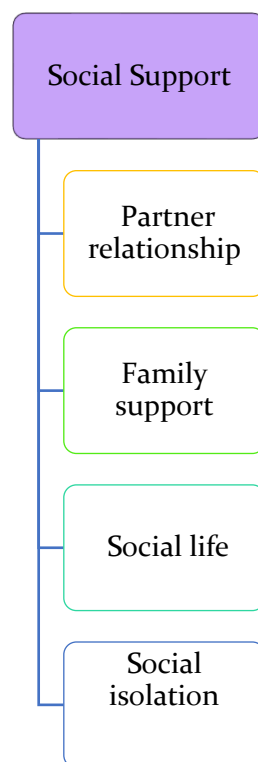 Social Support
Partner
relationship
Family
support
Social life
Social
isolation